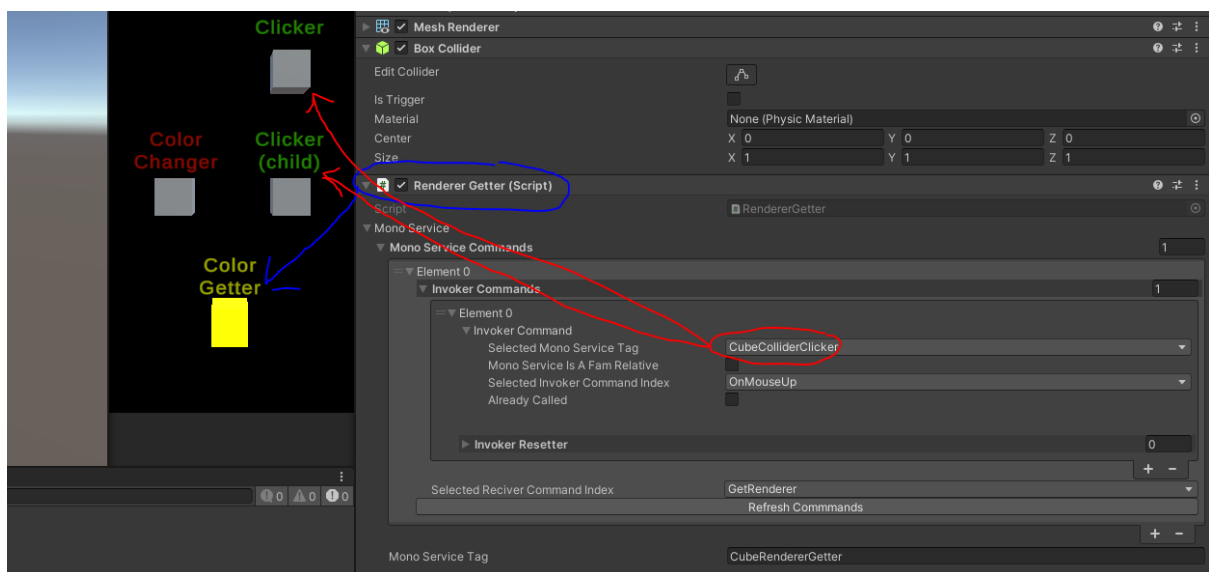 Clicker
Color
Changer
Clicker
(child)
Color
Getter
0 0 0
Mesh Renderer
Box Collider
Edit Collider
Is Trigger
Material None (Physic Material)
Center X 0 Y 0 Z 0
Size X 1 Y 1 Z 1
# Renderer Getter (Script)
Script RendererGetter
Mono Service
Mono Service Commands 1
Element 0
Invoker Commands 1
Element 0
Invoker Command
Selected Mono Service Tag CubeColliderClicker
Mono Service Is A Fam Relative
Selected Invoker Command Index OnMouseUp
Already Called
Invoker Resetter 0
+ -
Selected Reciver Command Index GetRenderer
Refresh Commmands
+ -
Mono Service Tag CubeRendererGetter